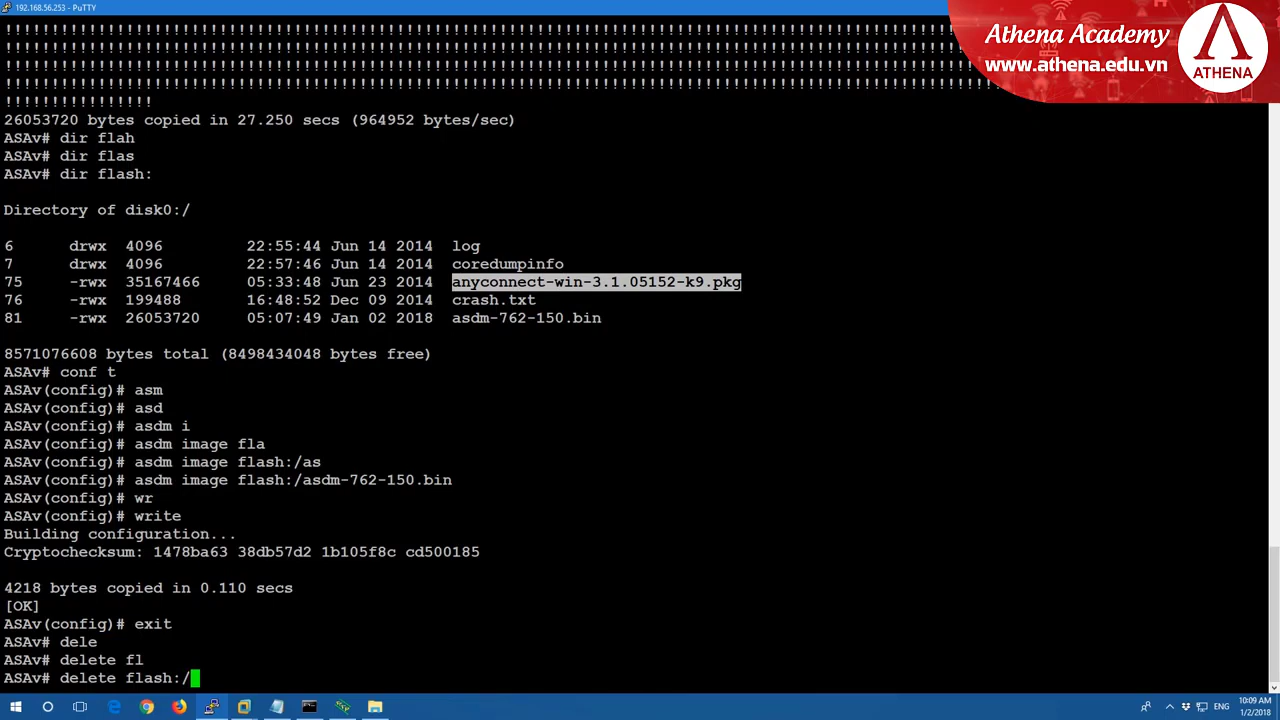 192.168.56.253 - PuTTY
Athena Academy
www.athena.edu.vn
ATHENA
!!!!!!!!!!!!!!!!
26053720 bytes copied in 27.250 secs (964952 bytes/sec)
ASAv# dir flah
ASAv# dir flas
ASAv# dir flash:
Directory of disk0:/
6 drwx 4096 22:55:44 Jun 14 2014 log
7 drwx 4096 22:57:46 Jun 14 2014 coredumpinfo
75 -rwx 35167466 05:33:48 Jun 23 2014 anyconnect-win-3.1.05152-k9.pkg
76 -rwx 199488 16:48:52 Dec 09 2014 crash.txt
81 -rwx 26053720 05:07:49 Jan 02 2018 asdm-762-150.bin
8571076608 bytes total (8498434048 bytes free)
ASAv# conf t
ASAv(config)# asm
ASAv(config)# asd
ASAv(config)# asdm i
ASAv(config)# asdm image fla
ASAv(config)# asdm image flash:/as
ASAv(config)# asdm image flash:/asdm-762-150.bin
ASAv(config)# wr
ASAv(config)# write
Building configuration...
Cryptochecksum: 1478ba63 38db57d2 1b105f8c cd500185
4218 bytes copied in 0.110 secs
[OK]
ASAv(config)# exit
ASAv# dele
ASAv# delete fl
ASAv# delete flash:/
ENG
10:09 AM
1/2/2018